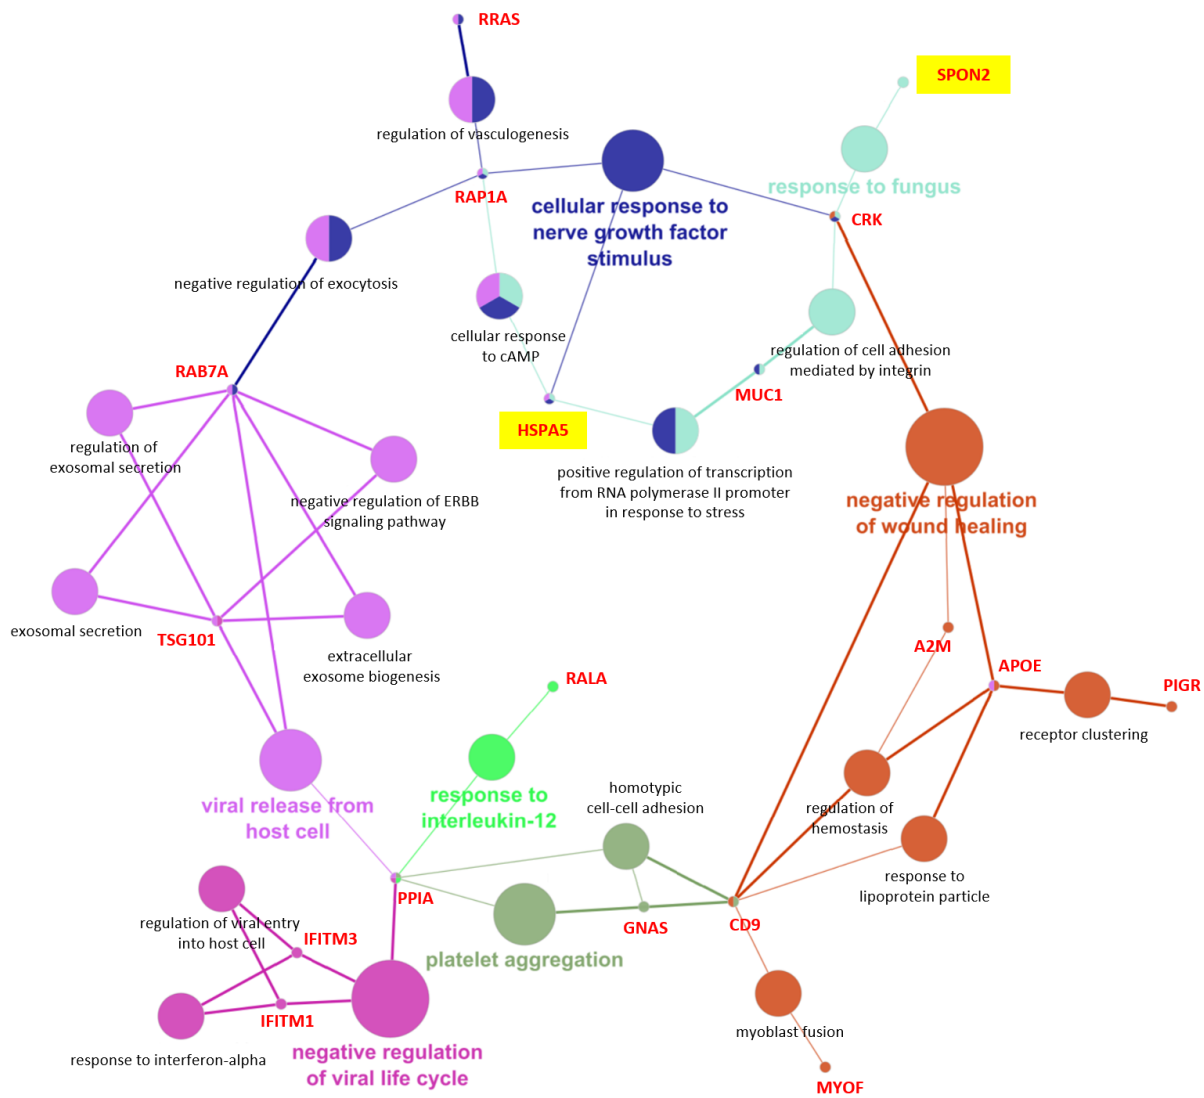 RRAS
SPON2
regulation of vasculogenesis
response to fungus
RAP1A
cellular response to
nerve growth factor
stimulus
CRK
negative regulation of exocytosis
cellular response
to cAMP
regulation of cell adhesion
mediated by integrin
RAB7A
MUC1
HSPA5
regulation of
exosomal secretion
negative regulation of ERBB
signaling pathway
positive regulation of transcription
from RNA polymerase II promoter
in response to stress
negative regulation
of wound healing
exosomal secretion
TSG101
extracellular
exosome biogenesis
A2M
APOE
RALA
PIGR
receptor clustering
viral release from
host cell
response to
interleukin-12
homotypic
cell-cell adhesion
regulation of
hemostasis
response to
lipoprotein particle
PPIA
regulation of viral entry
into host cell
IFITM3
GNAS
CD9
platelet aggregation
IFITM1
response to interferon-alpha
negative regulation
of viral life cycle
myoblast fusion
MYOF